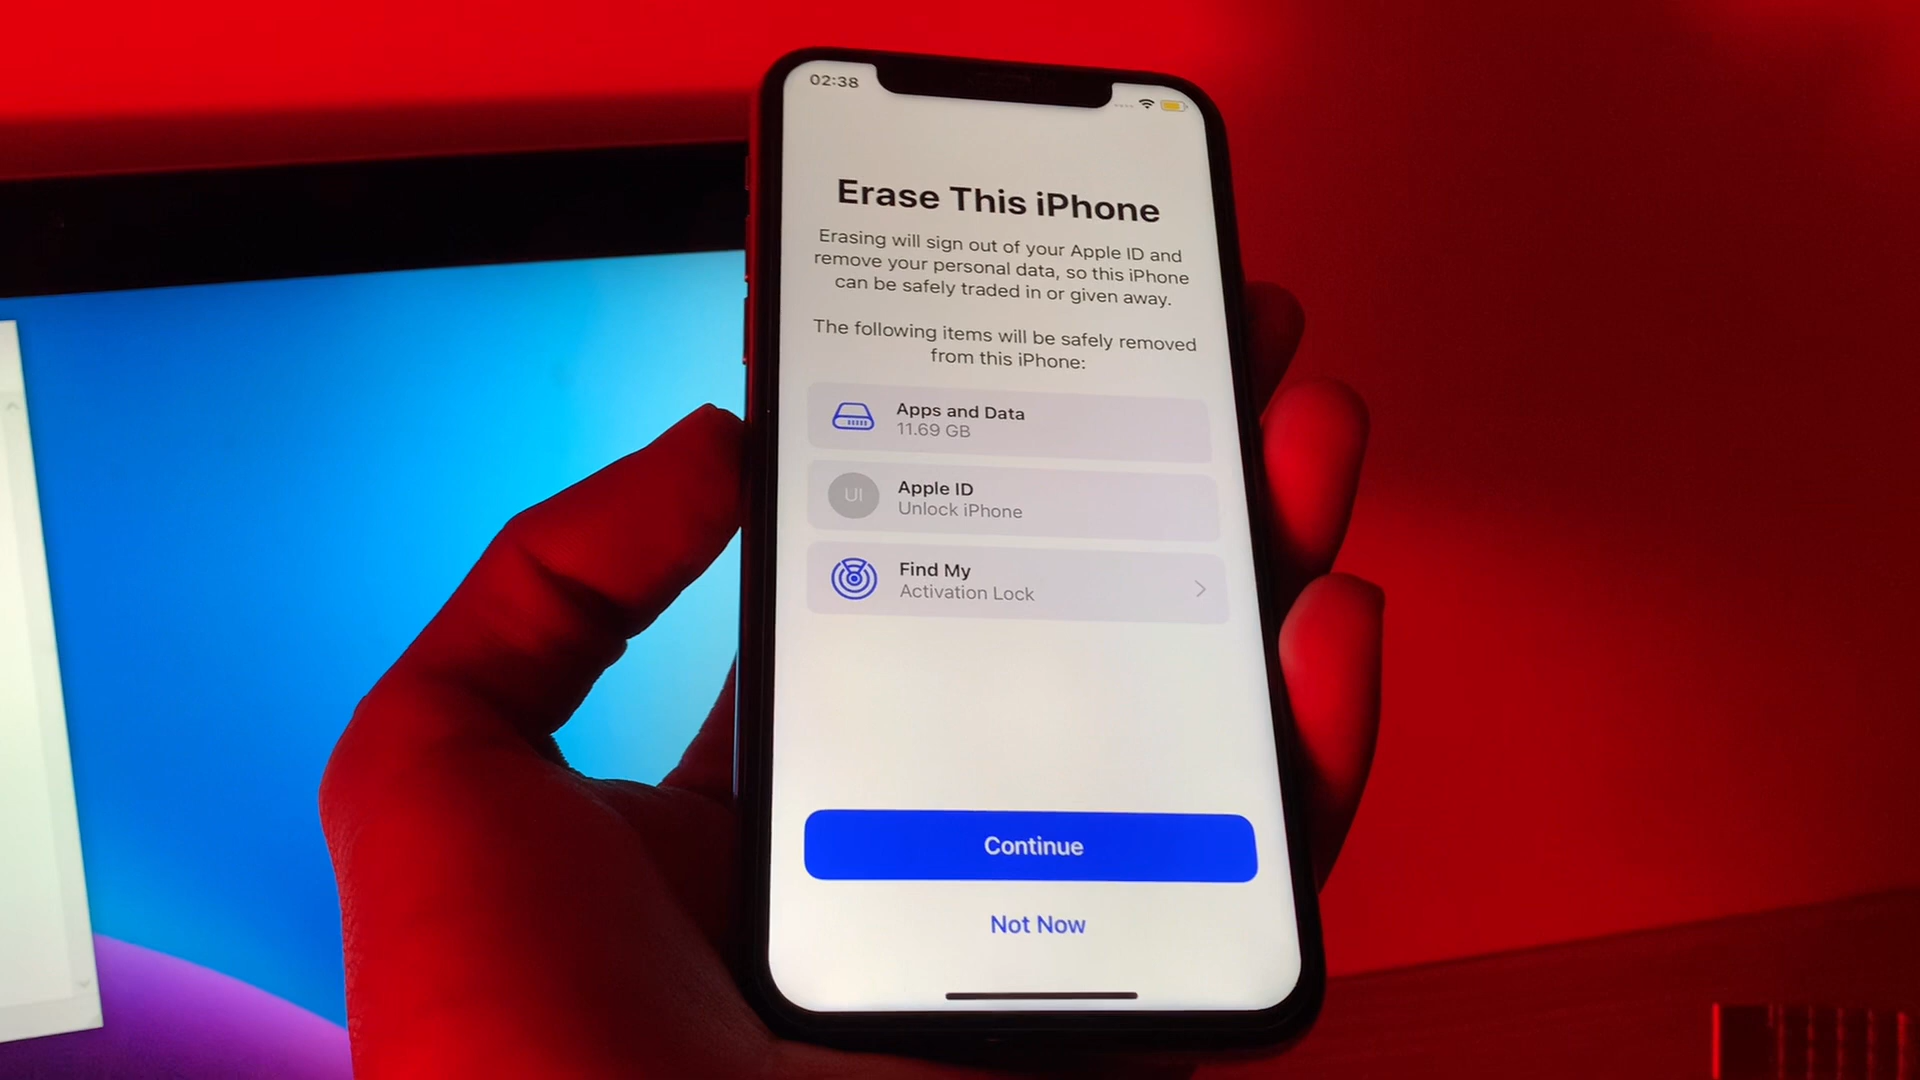 02:38
Erase This iPhone
Erasing will sign out of your Apple ID and
remove your personal data, so this iPhone
can be safely traded in or given away.
The following items will be safely removed
from this iPhone:
Apps and Data
11.69 GB
UI
Apple ID
Unlock iPhone
Find My
Activation Lock
Continue
Not Now